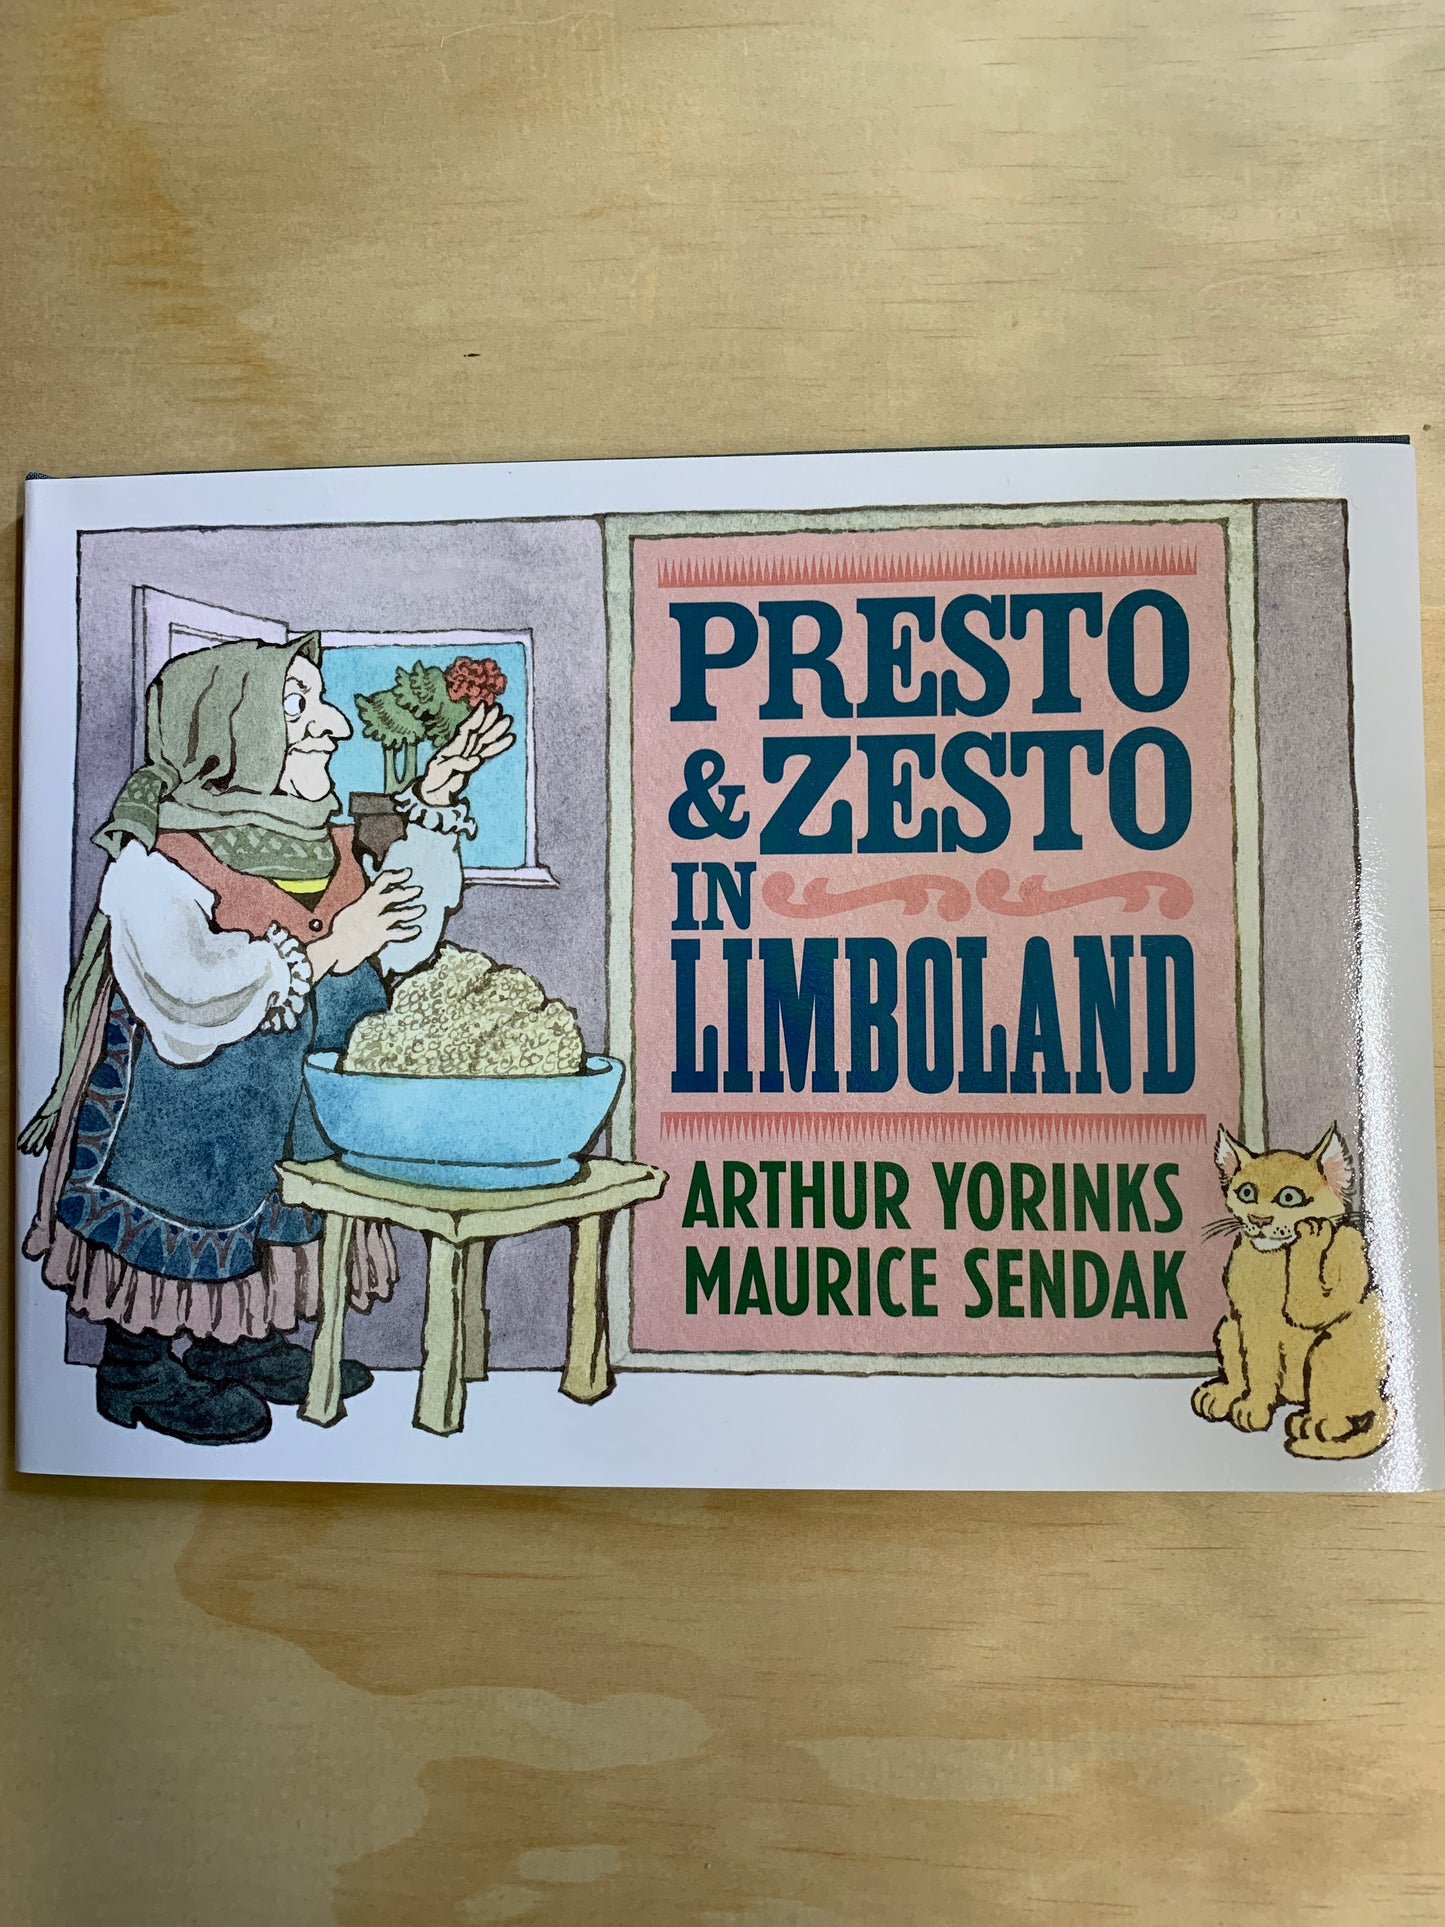 PRESTO
& ZESTO
IN
LIMBOLAND
ARTHUR YORINKS
MAURICE SENDAK